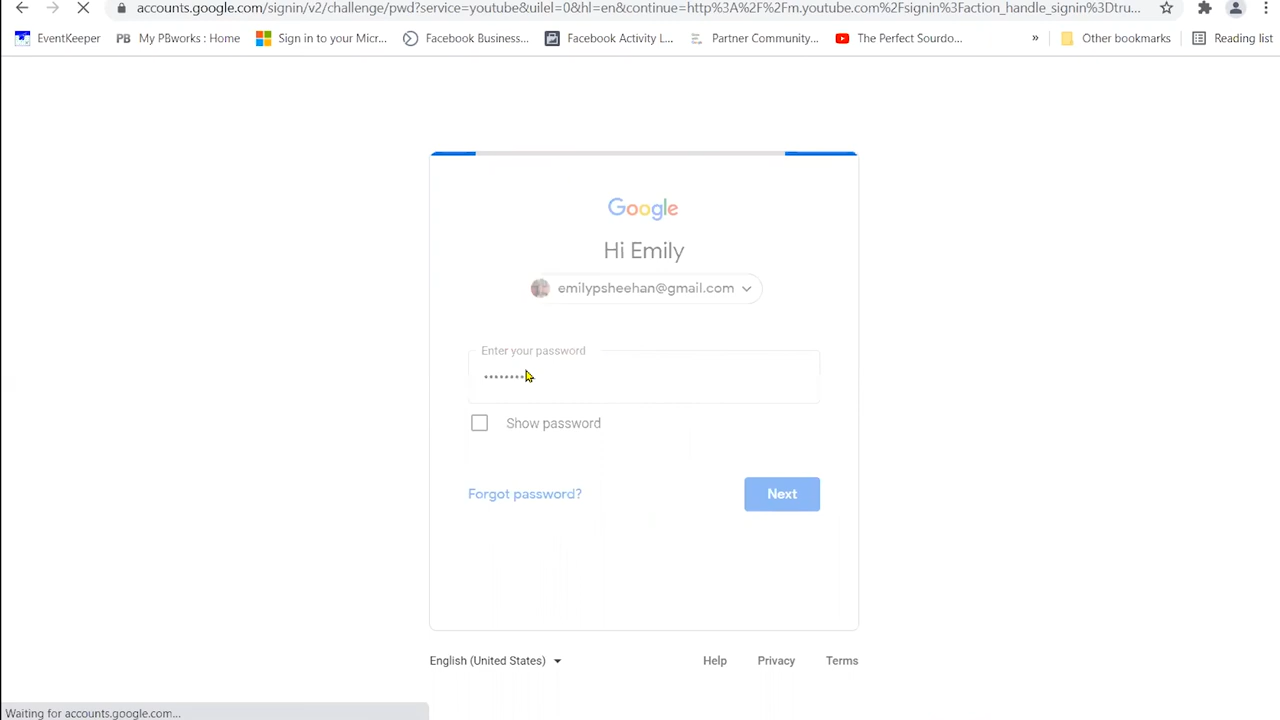 accounts.google.com/signin/v2/challenge/pwd?service=youtube&uilel=0&hl=en&continue=http%3A%2F%2Fm.youtube.com%2Fsignin%3Faction_handle_signin%3Dtru...
EventKeeper PB My PBworks : Home Sign in to your Micr... Facebook Business... Facebook Activity L... Partner Community... The Perfect Sourdo... » Other bookmarks Reading list
Google
Hi Emily
emilypsheehan@gmail.com
Enter your password
Show password
Forgot password? Next
English (United States) Help Privacy Terms
Waiting for accounts.google.com...